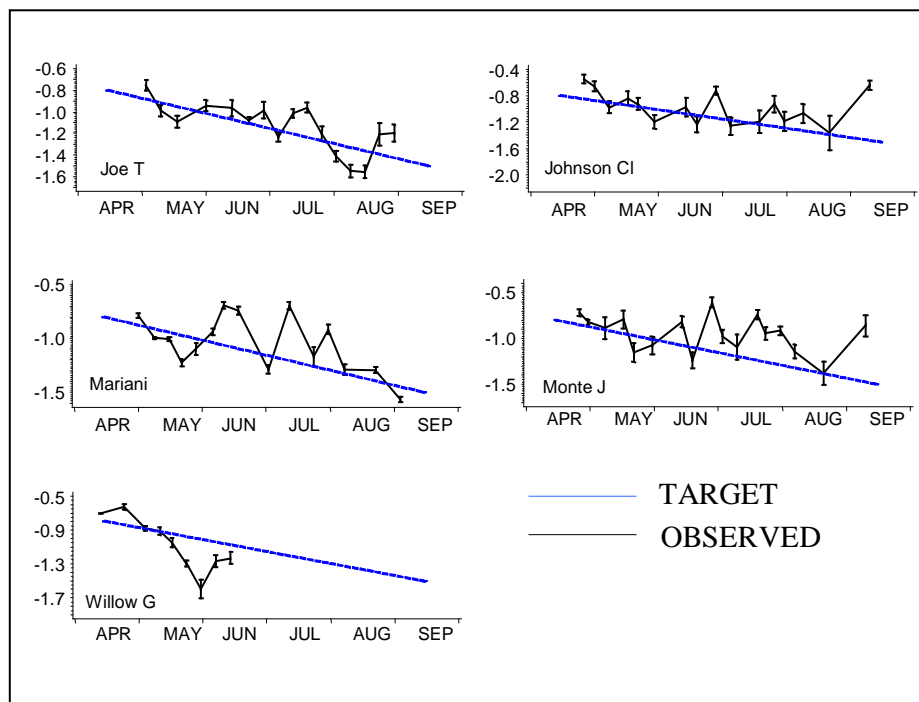 -0.6
-0.8
-1.0
-1.2
-1.4
-1.6
Joe T
APR MAY JUN JUL AUG SEP
-0.4
-0.8
-1.2
-1.6
-2.0
Johnson CI
APR MAY JUN JUL AUG SEP
-0.5
-1.0
-1.5
Mariani
APR MAY JUN JUL AUG SEP
-0.5
-1.0
-1.5
Monte J
APR MAY JUN JUL AUG SEP
-0.5
-0.9
-1.3
-1.7
Willow G
APR MAY JUN JUL AUG SEP
TARGET
OBSERVED